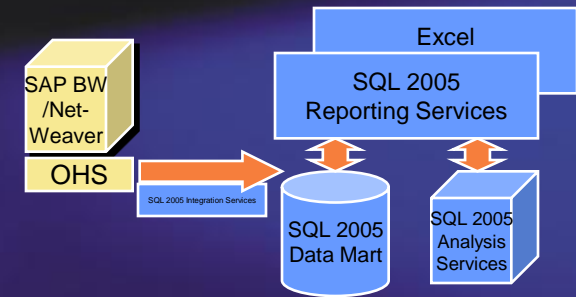 SAP BW
/Net-
Weaver
OHS
SQL 2005 Integration Services
Excel
SQL 2005
Reporting Services
SQL 2005
Data Mart
SQL 2005
Analysis
Services